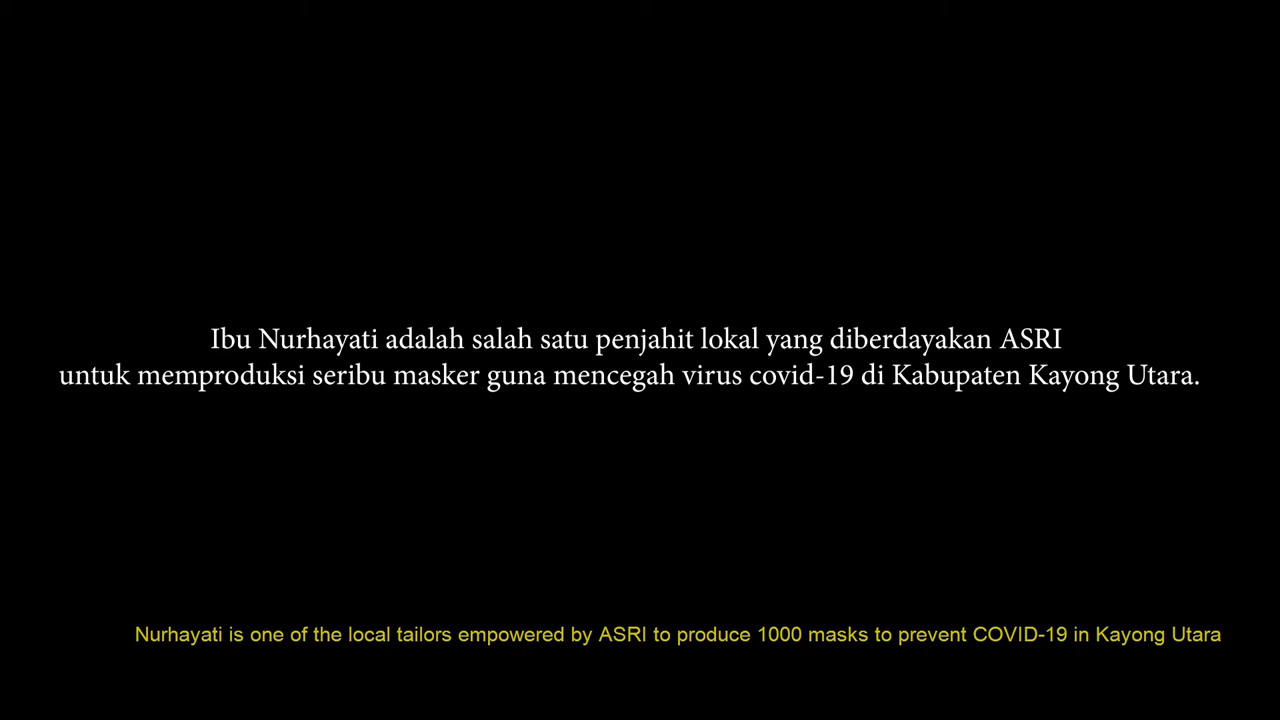 Ibu Nurhayati adalah salah satu penjahit lokal yang diberdayakan ASRI
untuk memproduksi seribu masker guna mencegah virus covid-19 di Kabupaten Kayong Utara.
Nurhayati is one of the local tailors empowered by ASRI to produce 1000 masks to prevent COVID-19 in Kayong Utara